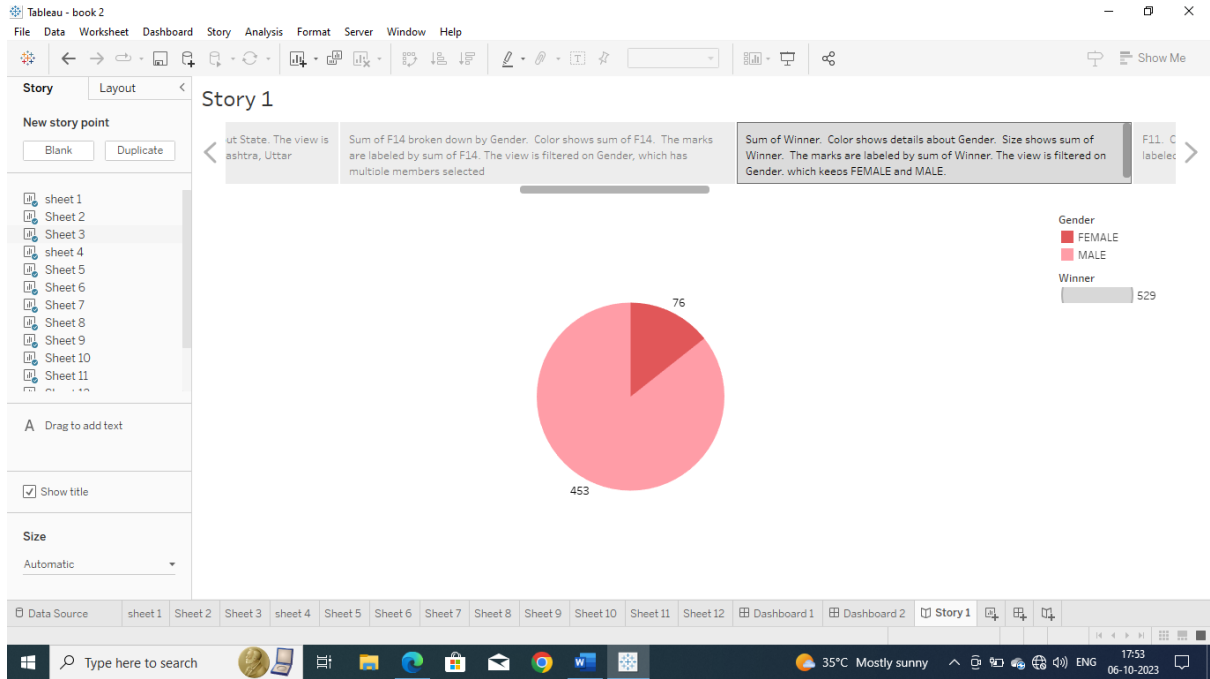 Tableau - book 2
File Data Worksheet Dashboard Story Analysis Format Server Window Help
Show Me
Story Layout
New story point
Blank Duplicate
sheet 1
Sheet 2
Sheet 3
sheet 4
Sheet 5
Sheet 6
Sheet 7
Sheet 8
Sheet 9
Sheet 10
Sheet 11
A Drag to add text
Show title
Size
Automatic
Story 1
ut State. The view is
ashtra, Uttar
Sum of F14 broken down by Gender. Color shows sum of F14. The marks
are labeled by sum of F14. The view is filtered on Gender, which has
multiple members selected
Sum of Winner. Color shows details about Gender. Size shows sum of
Winner. The marks are labeled by sum of Winner. The view is filtered on
Gender, which keeps FEMALE and MALE.
F11. C
labeled
Gender
FEMALE
MALE
Winner
529
76
453
Data Source sheet 1 Sheet 2 Sheet 3 sheet 4 Sheet 5 Sheet 6 Sheet 7 Sheet 8 Sheet 9 Sheet 10 Sheet 11 Sheet 12 Dashboard 1 Dashboard 2 Story 1
Type here to search
35°C Mostly sunny
ENG
17:53
06-10-2023